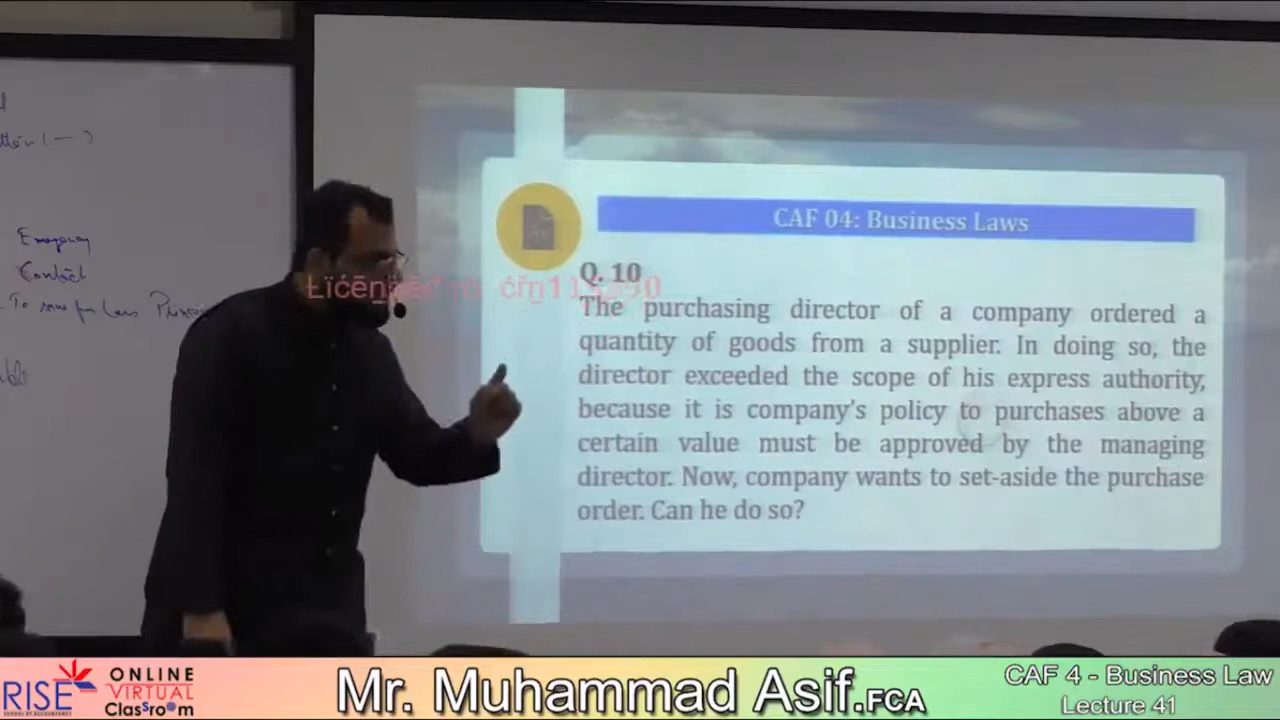 Emergency
Contact
CAF 04: Business Laws
Q. 10
The purchasing director of a company ordered a
quantity of goods from a supplier. In doing so, the
director exceeded the scope of his express authority,
because it is company's policy to purchases above a
certain value must be approved by the managing
director. Now, company wants to set-aside the purchase
order. Can he do so?
RISE
ONLINE
VIRTUAL
Classroom
Mr. Muhammad Asif.FCA
CAF 4 - Business Law
Lecture 41